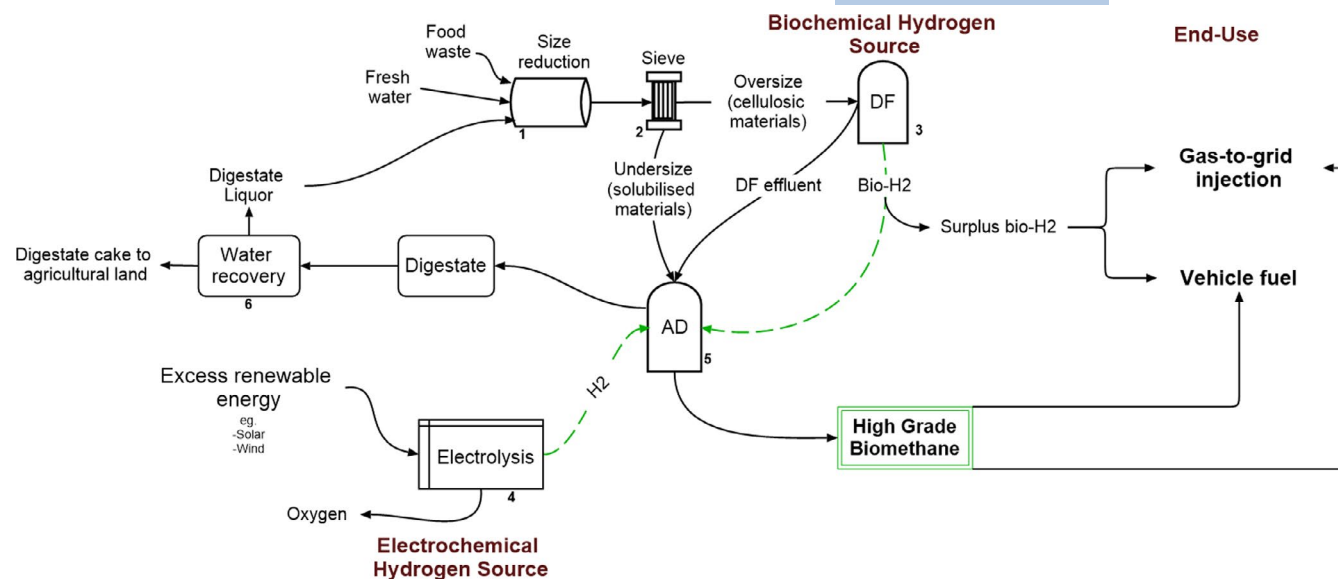 Biochemical Hydrogen
Source
End-Use
Food
waste
Size
reduction
Sieve
Fresh
water
1
2
Oversize
(cellulosic
materials)
DF
3
Undersize
(solubilised
materials)
DF effluent
Bio-H2
Surplus bio-H2
Gas-to-grid
injection
Vehicle fuel
Digestate
Liquor
Digestate cake to
agricultural land
Water
recovery
6
Digestate
AD
5
Excess renewable
energy
eg.
-Solar
-Wind
H2
Electrolysis
4
Oxygen
High Grade
Biomethane
Electrochemical
Hydrogen Source